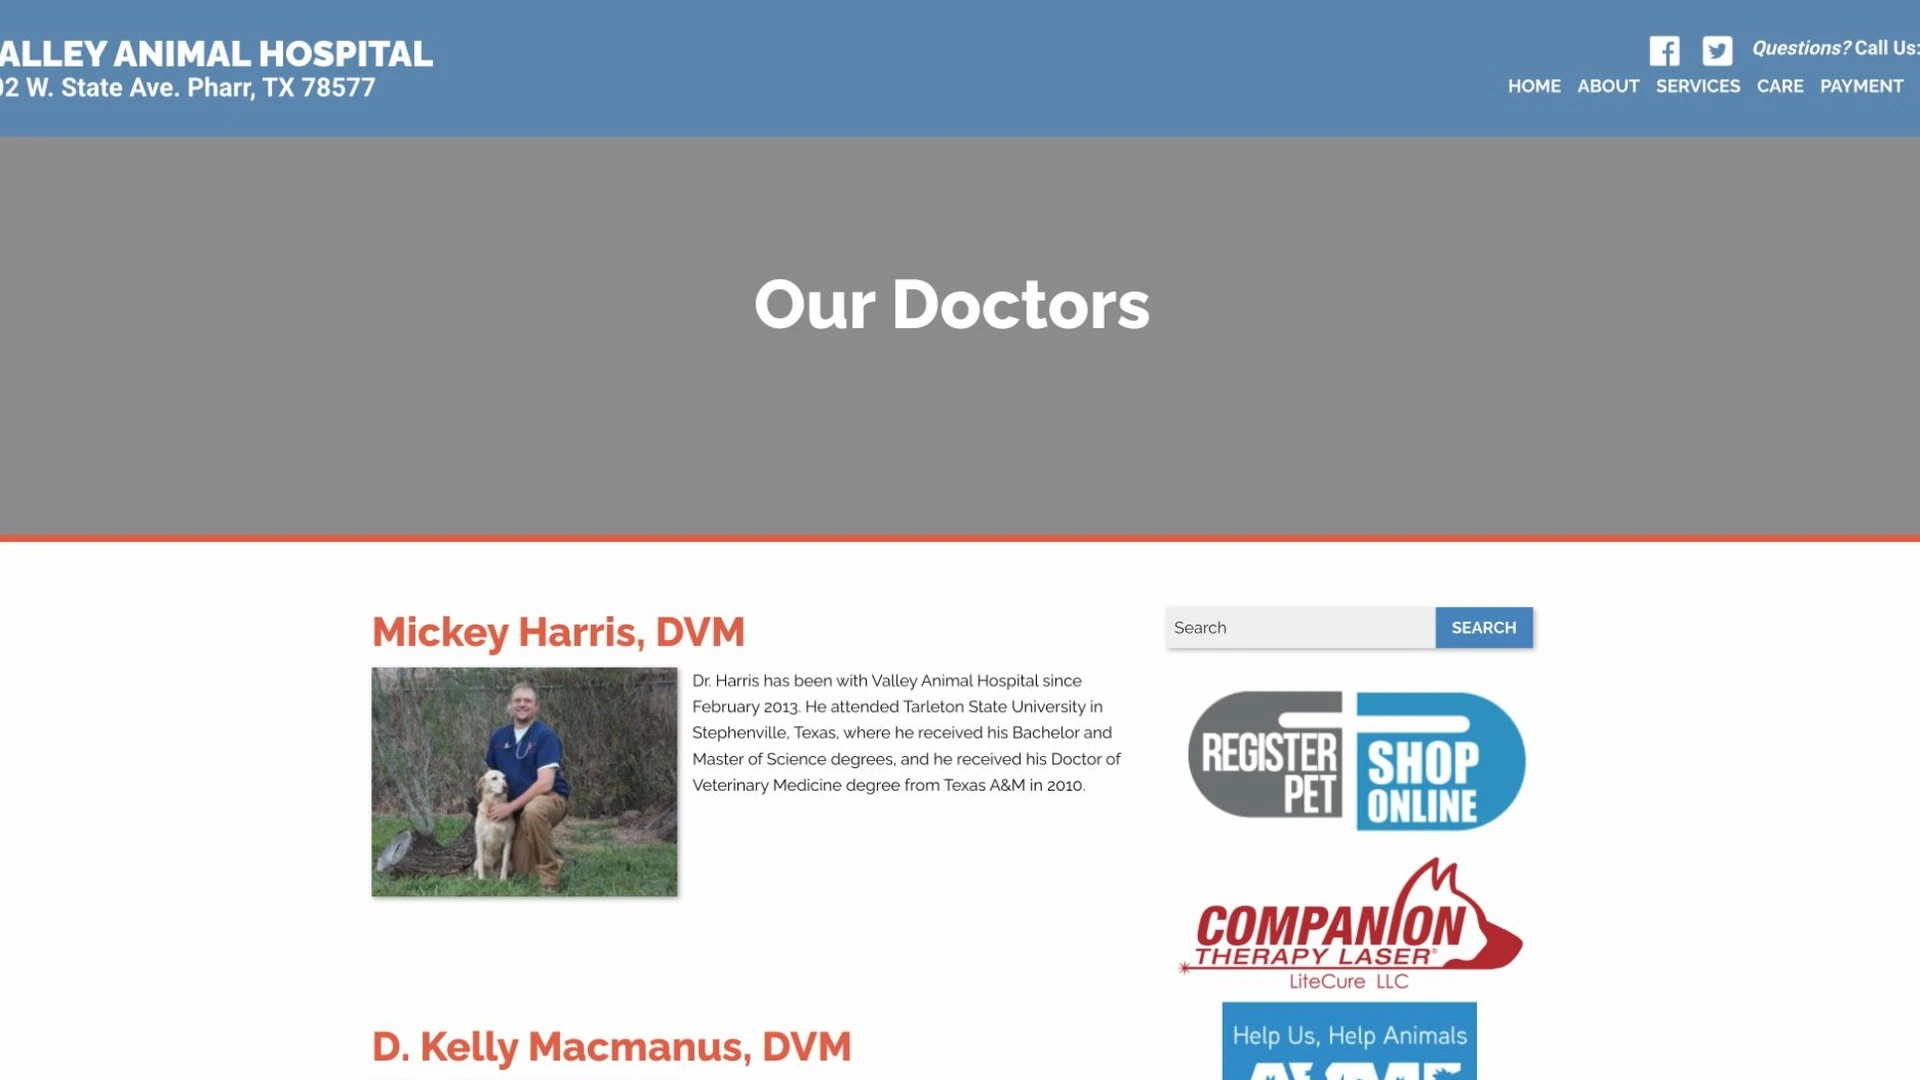 ALLEY ANIMAL HOSPITAL
02 W. State Ave. Pharr, TX 78577
Questions? Call Us:
HOME ABOUT SERVICES CARE PAYMENT
Our Doctors
Mickey Harris, DVM
Dr. Harris has been with Valley Animal Hospital since
February 2013. He attended Tarleton State University in
Stephenville, Texas, where he received his Bachelor and
Master of Science degrees, and he received his Doctor of
Veterinary Medicine degree from Texas A&M in 2010.
D. Kelly Macmanus, DVM
Search SEARCH
REGISTER PET
SHOP ONLINE
COMPANION
THERAPY LASER®
LiteCure LLC
Help Us, Help Animals